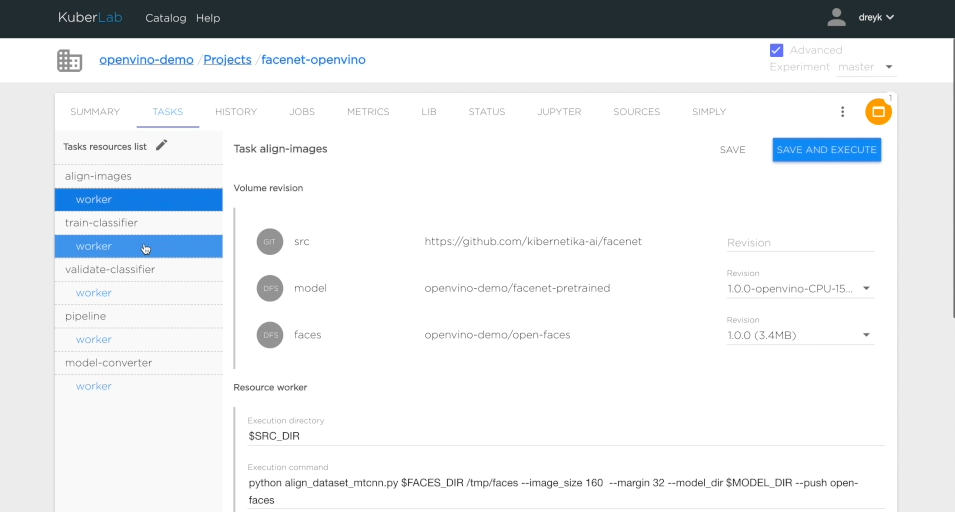 KuberLab Catalog Help dreyk
openvino-demo / Projects / facenet-openvino
Advanced
Experiment master
SUMMARY TASKS HISTORY JOBS METRICS LIB STATUS JUPYTER SOURCES SIMPLY 1
Tasks resources list
align-images
worker
train-classifier
worker
validate-classifier
worker
pipeline
worker
model-converter
worker
Task align-images SAVE SAVE AND EXECUTE
Volume revision
GIT src https://github.com/kibernetika-ai/facenet Revision
Revision
DFS model openvino-demo/facenet-pretrained 1.0.0-openvino-CPU-15...
Revision
DFS faces openvino-demo/open-faces 1.0.0 (3.4MB)
Resource worker
Execution directory
$SRC_DIR
Execution command
python align_dataset_mtcnn.py $FACES_DIR /tmp/faces --image_size 160 --margin 32 --model_dir $MODEL_DIR --push open-
faces